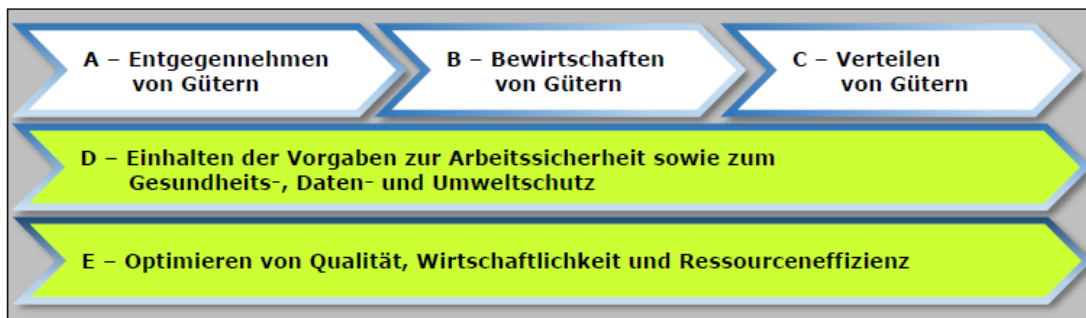 A – Entgegennehmen
von Gütern
B – Bewirtschaften
von Gütern
C – Verteilen
von Gütern
D – Einhalten der Vorgaben zur Arbeitssicherheit sowie zum
Gesundheits-, Daten- und Umweltschutz
E – Optimieren von Qualität, Wirtschaftlichkeit und Ressourceneffizienz